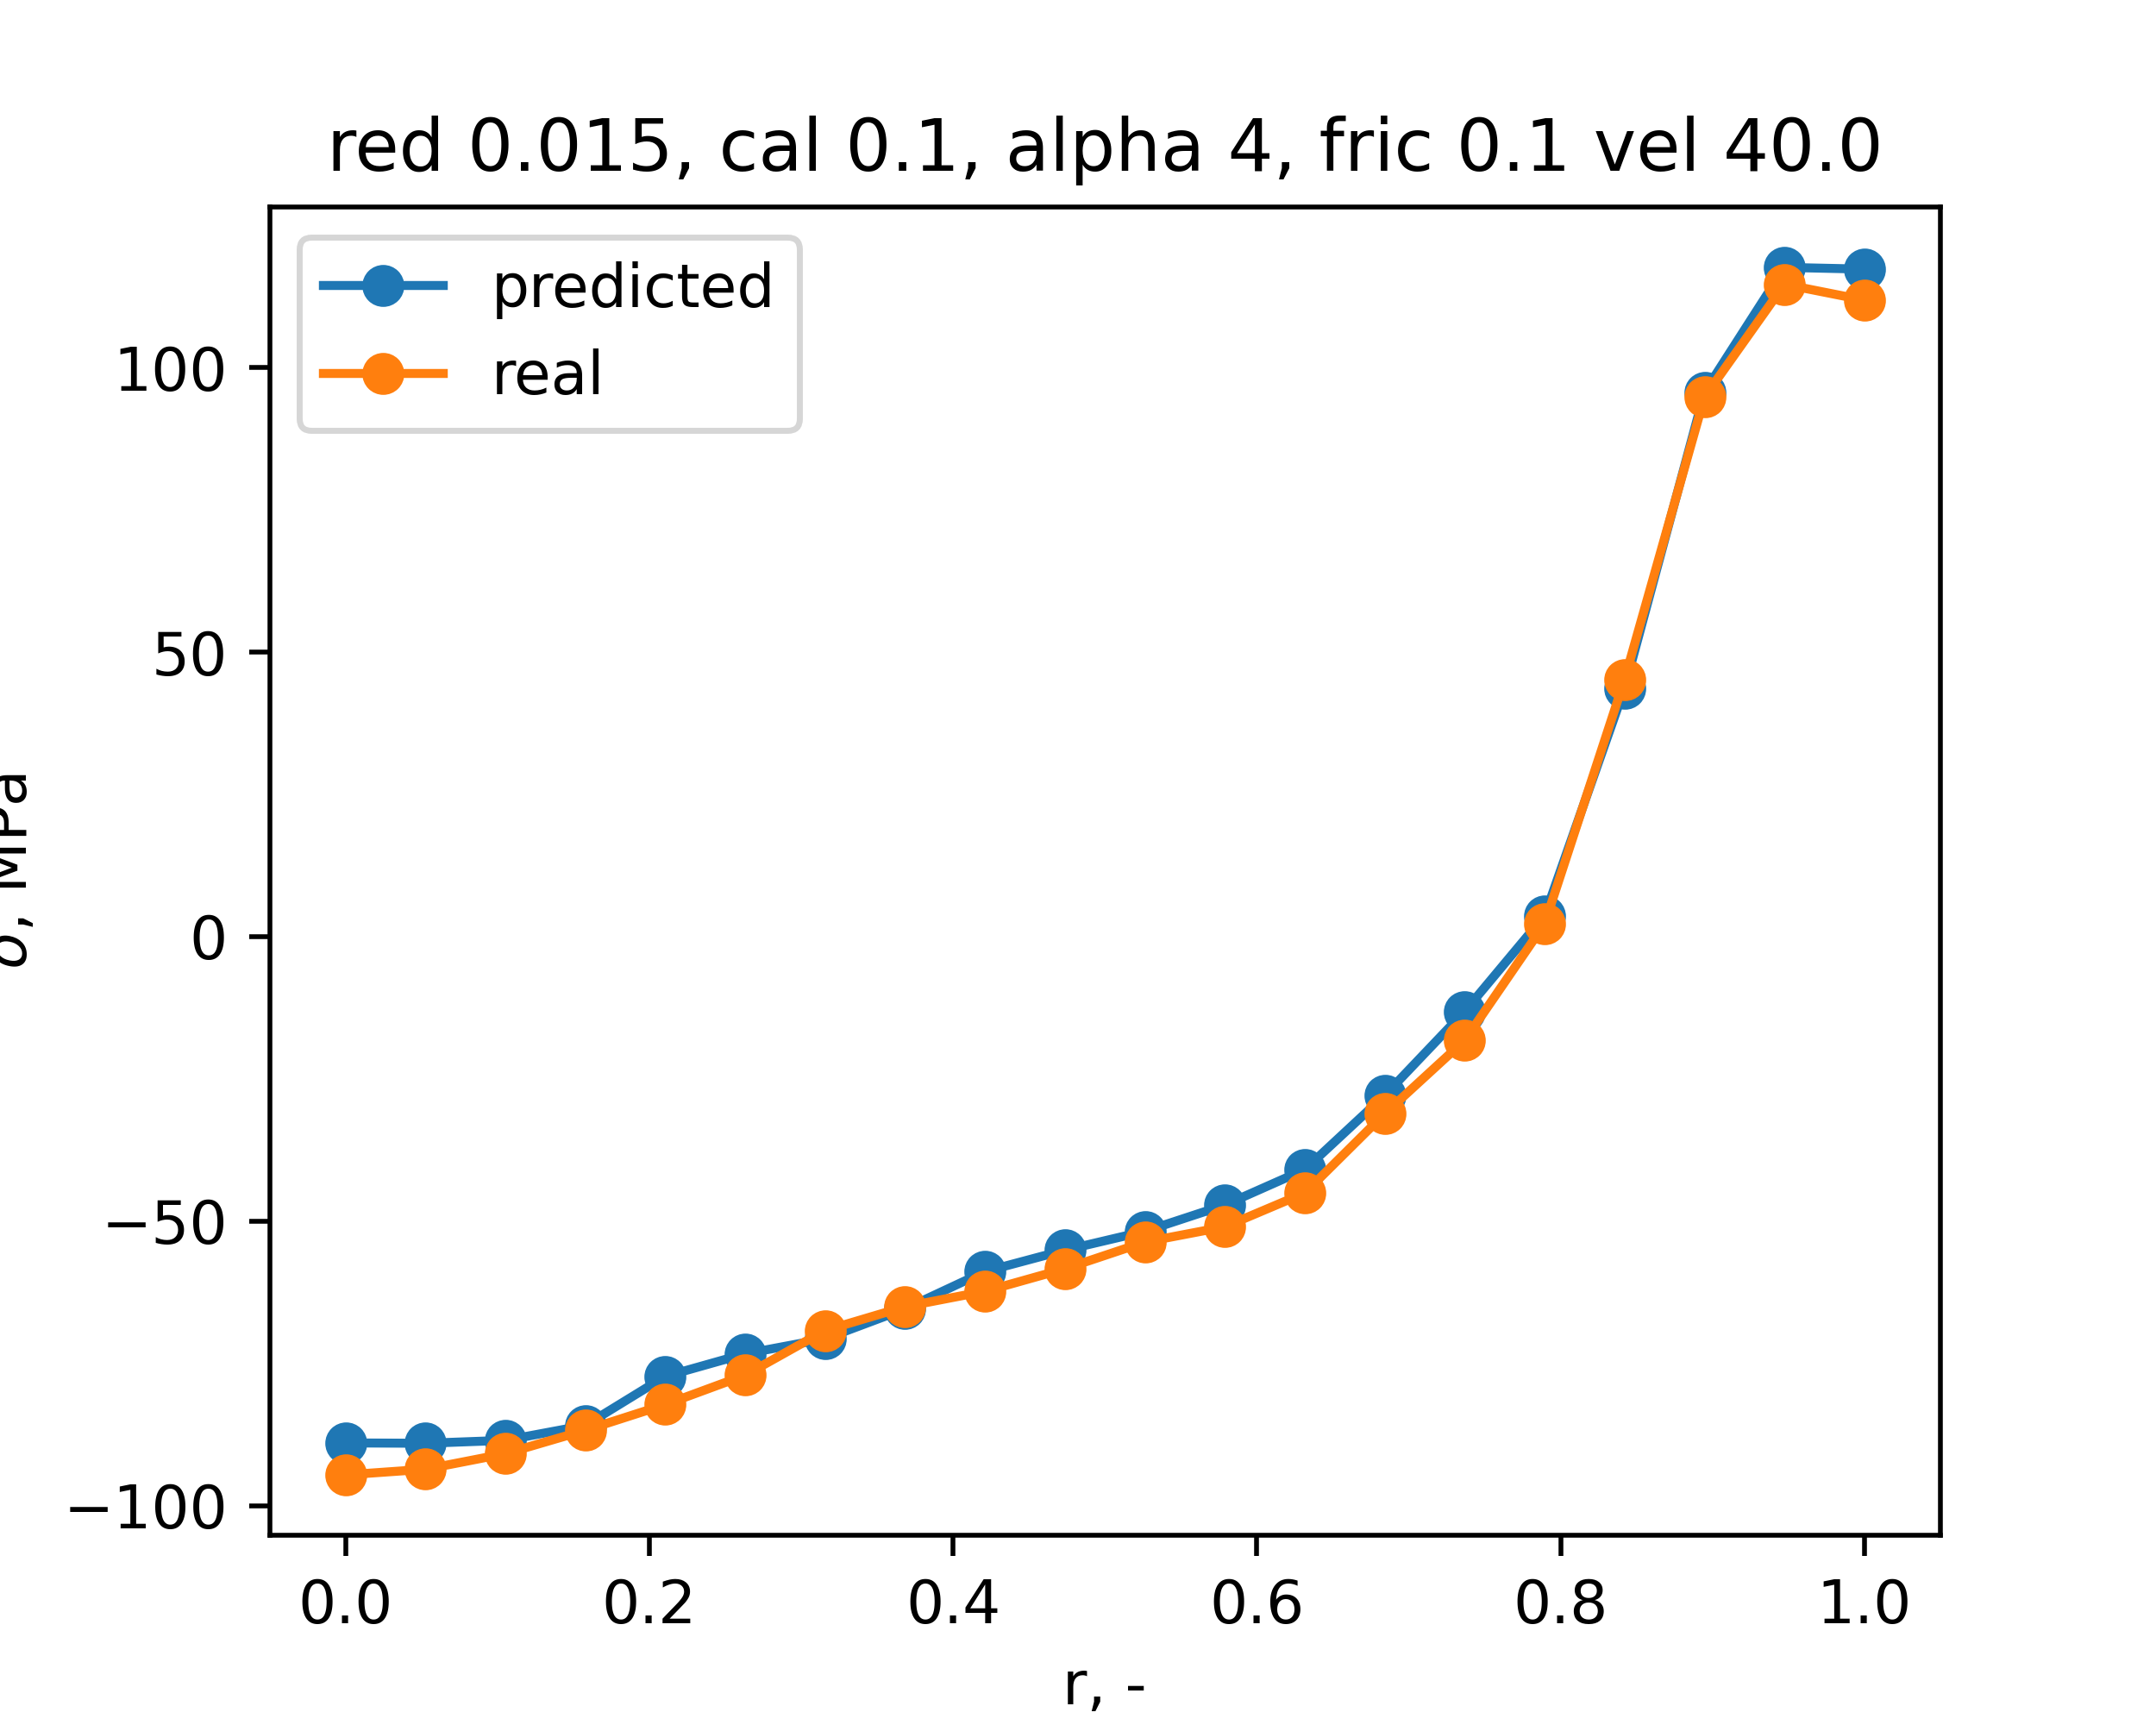 red 0.015, cal 0.1, alpha 4, fric 0.1 vel 40.0
predicted
real
100
50
0
−50
−100
σ, MPa
0.0 0.2 0.4 0.6 0.8 1.0
r, -